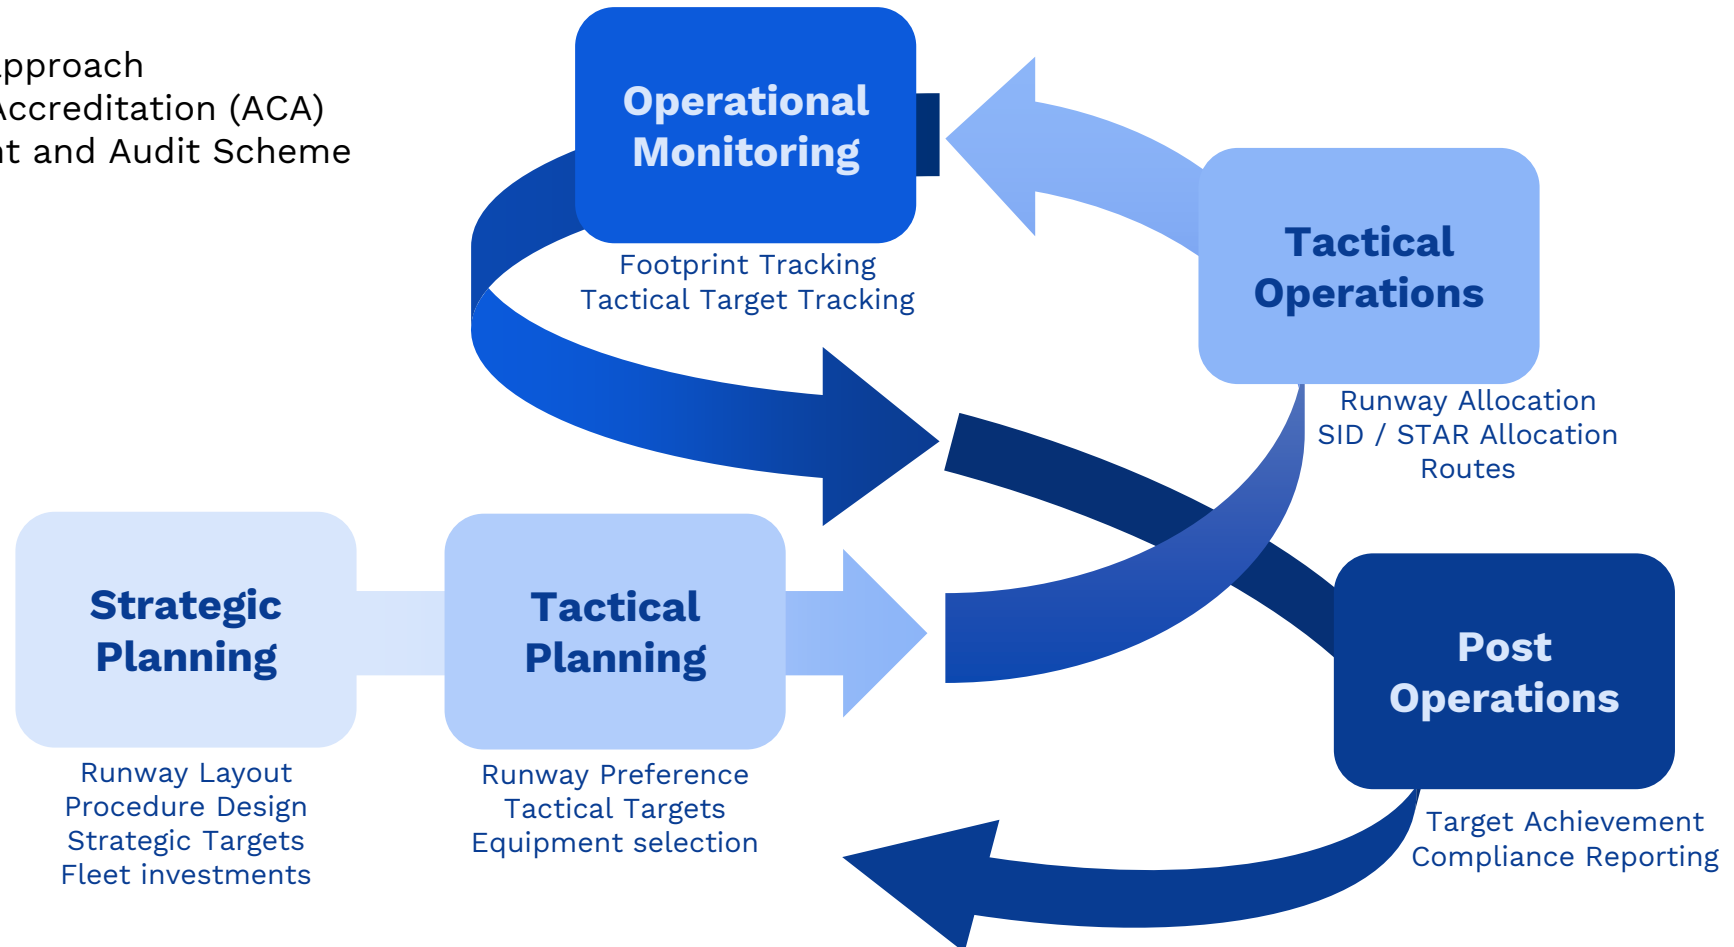 pproach
Accreditation (ACA)
nt and Audit Scheme
Operational
Monitoring
Footprint Tracking
Tactical Target Tracking
Tactical
Operations
Runway Allocation
SID / STAR Allocation
Routes
Strategic
Planning
Runway Layout
Procedure Design
Strategic Targets
Fleet investments
Tactical
Planning
Runway Preference
Tactical Targets
Equipment selection
Post
Operations
Target Achievement
Compliance Reporting